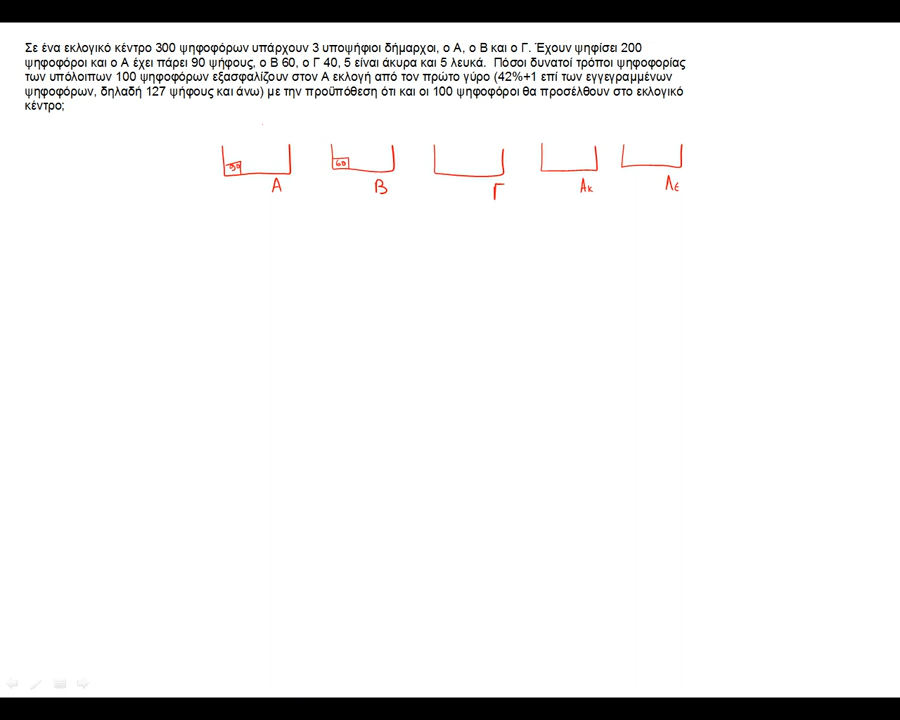 Σε ένα εκλογικό κέντρο 300 ψηφοφόρων υπάρχουν 3 υποψήφιοι δήμαρχοι, ο Α, ο Β και ο Γ. Έχουν ψηφίσει 200
ψηφοφόροι και ο Α έχει πάρει 90 ψήφους, ο Β 60, ο Γ 40, 5 είναι άκυρα και 5 λευκά. Πόσοι δυνατοί τρόποι ψηφοφορίας
των υπόλοιπων 100 ψηφοφόρων εξασφαλίζουν στον Α εκλογή από τον πρώτο γύρο (42%+1 επί των εγγεγραμμένων
ψηφοφόρων, δηλαδή 127 ψήφους και άνω) με την προϋπόθεση ότι και οι 100 ψηφοφόροι θα προσέλθουν στο εκλογικό
κέντρο;
90 60
Α Β Γ Ακ Λε